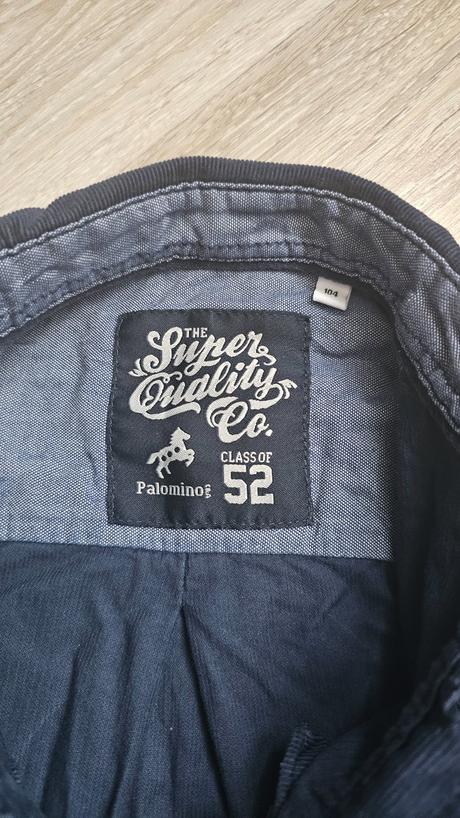 104
THE
Super
Quality
Co.
CLASS OF
52
Palomino